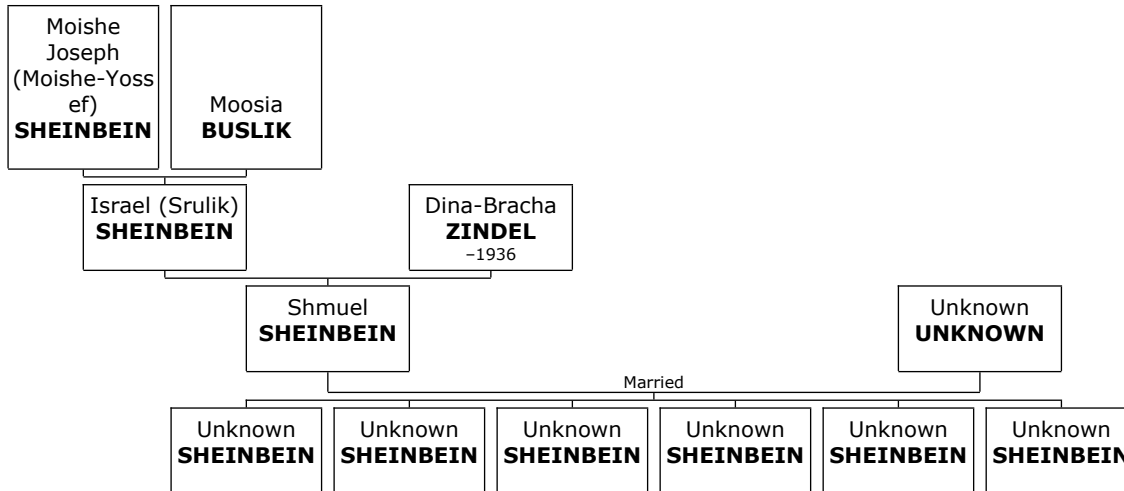 Moishe
Joseph
(Moishe-Yoss
ef)
SHEINBEIN
Moosia
BUSLIK
Israel (Srulik)
SHEINBEIN
Dina-Bracha
ZINDEL
–1936
Shmuel
SHEINBEIN
Unknown
UNKNOWN
Married
Unknown
SHEINBEIN
Unknown
SHEINBEIN
Unknown
SHEINBEIN
Unknown
SHEINBEIN
Unknown
SHEINBEIN
Unknown
SHEINBEIN